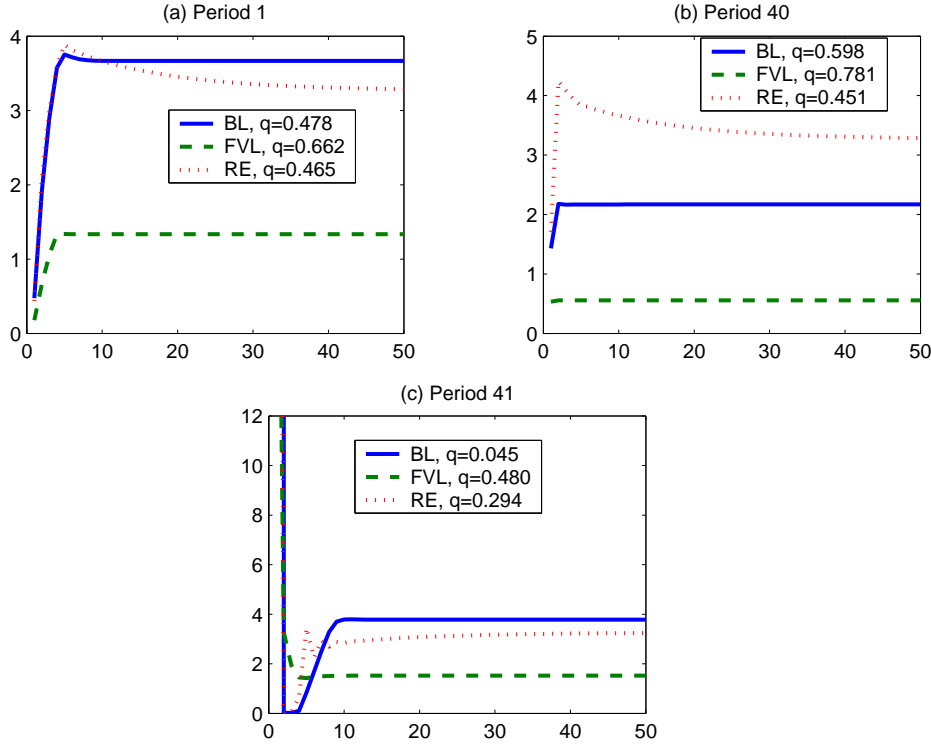 (a) Period 1
4
3
2
1
0
0 10 20 30 40 50
BL, q=0.478
FVL, q=0.662
RE, q=0.465
(b) Period 40
5
4
3
2
1
0
0 10 20 30 40 50
BL, q=0.598
FVL, q=0.781
RE, q=0.451
(c) Period 41
12
10
8
6
4
2
0
0 10 20 30 40 50
BL, q=0.045
FVL, q=0.480
RE, q=0.294